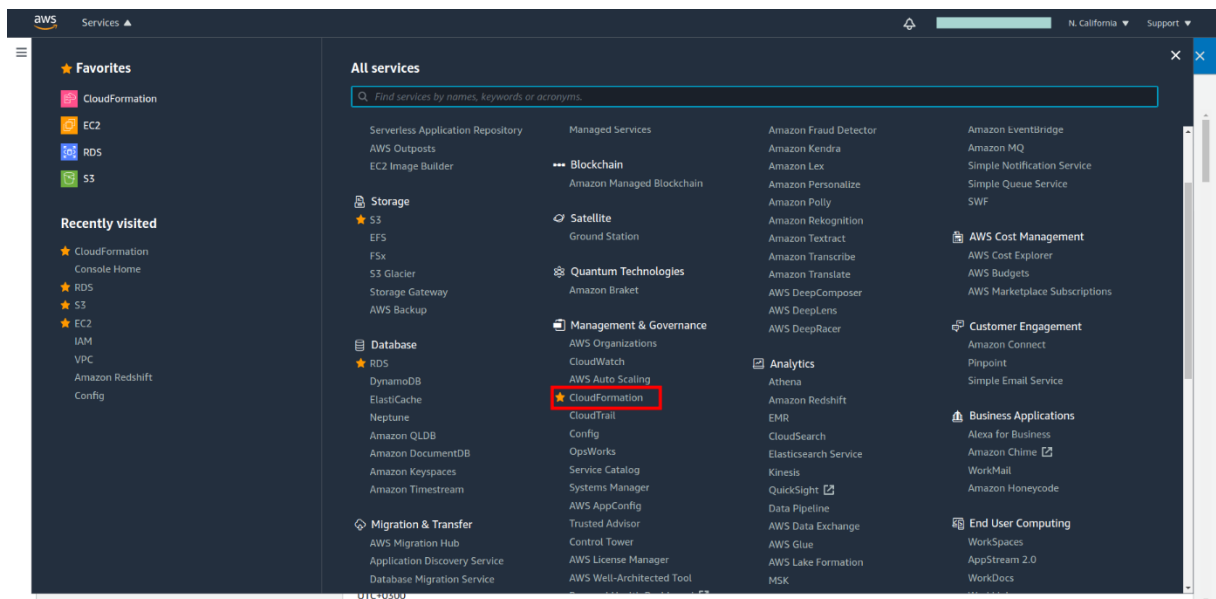 aws Services ▲ N. California ▼ Support ▼
Favorites
CloudFormation
EC2
RDS
S3
Recently visited
CloudFormation
Console Home
RDS
S3
EC2
IAM
VPC
Amazon Redshift
Config
All services
Find services by names, keywords or acronyms.
Serverless Application Repository
AWS Outposts
EC2 Image Builder
Storage
S3
EFS
FSx
S3 Glacier
Storage Gateway
AWS Backup
Database
RDS
DynamoDB
ElastiCache
Neptune
Amazon QLDB
Amazon DocumentDB
Amazon Keyspaces
Amazon Timestream
Migration & Transfer
AWS Migration Hub
Application Discovery Service
Database Migration Service
Managed Services
Blockchain
Amazon Managed Blockchain
Satellite
Ground Station
Quantum Technologies
Amazon Braket
Management & Governance
AWS Organizations
CloudWatch
AWS Auto Scaling
CloudFormation
CloudTrail
Config
OpsWorks
Service Catalog
Systems Manager
AWS AppConfig
Trusted Advisor
Control Tower
AWS License Manager
AWS Well-Architected Tool
Amazon Fraud Detector
Amazon Kendra
Amazon Lex
Amazon Personalize
Amazon Polly
Amazon Rekognition
Amazon Textract
Amazon Transcribe
Amazon Translate
AWS DeepComposer
AWS DeepLens
AWS DeepRacer
Analytics
Athena
Amazon Redshift
EMR
CloudSearch
Elasticsearch Service
Kinesis
QuickSight
Data Pipeline
AWS Data Exchange
AWS Glue
AWS Lake Formation
MSK
Amazon EventBridge
Amazon MQ
Simple Notification Service
Simple Queue Service
SWF
AWS Cost Management
AWS Cost Explorer
AWS Budgets
AWS Marketplace Subscriptions
Customer Engagement
Amazon Connect
Pinpoint
Simple Email Service
Business Applications
Alexa for Business
Amazon Chime
WorkMail
Amazon Honeycode
End User Computing
WorkSpaces
AppStream 2.0
WorkDocs
UTC+0300